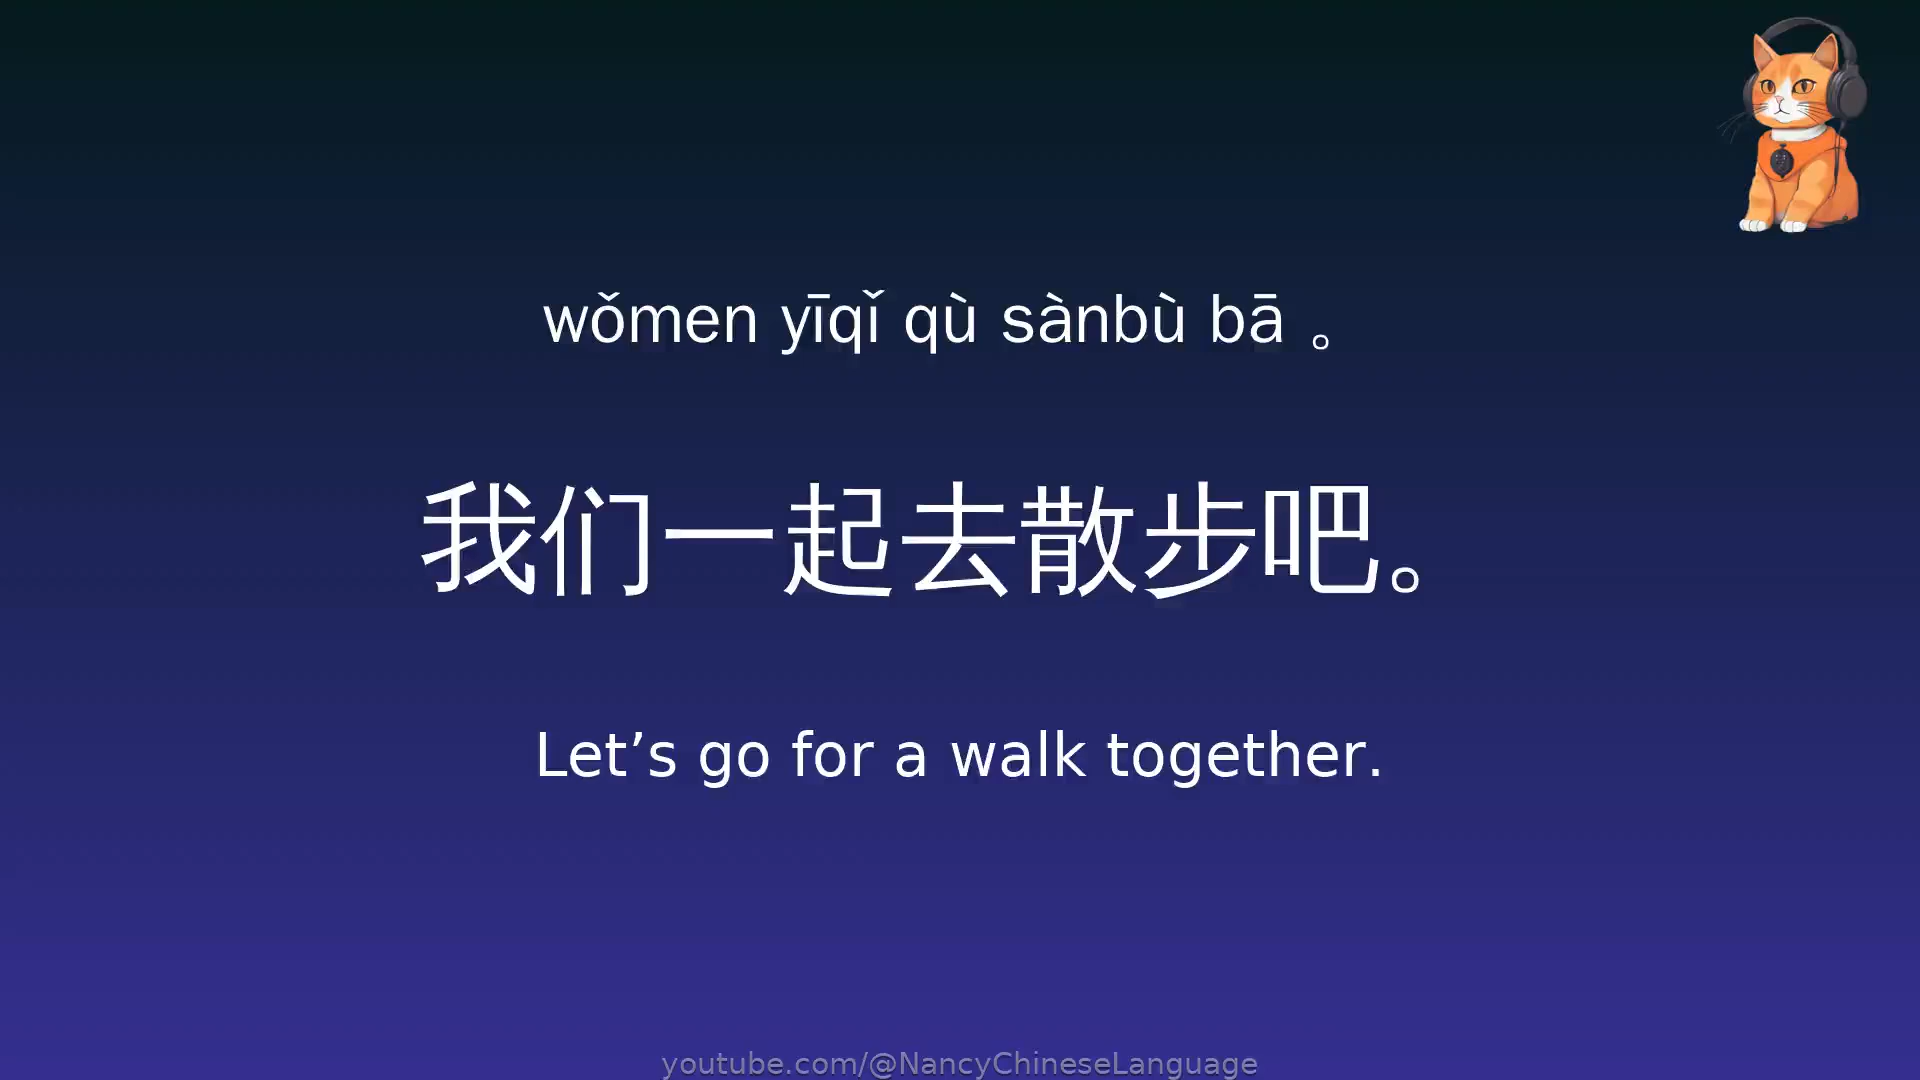 wǒmen yīqǐ qù sànbù bā 。
我们一起去散步吧。
Let’s go for a walk together.
youtube.com/@NancyChineseLanguage